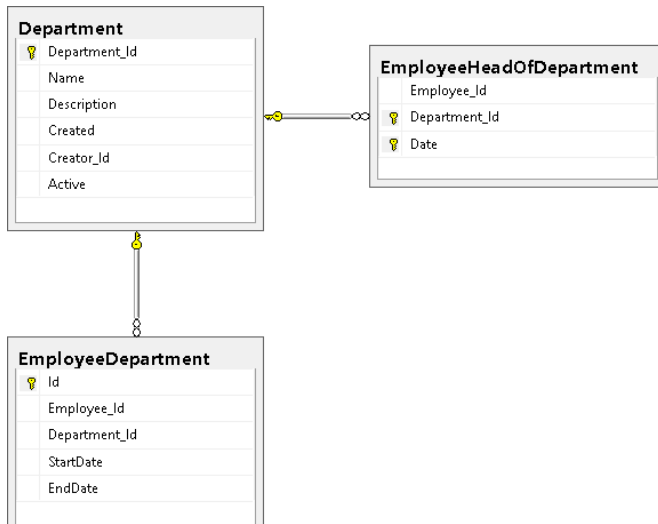 Department
Department_Id
Name
Description
Created
Creator_Id
Active
EmployeeHeadOfDepartment
Employee_Id
Department_Id
Date
EmployeeDepartment
Id
Employee_Id
Department_Id
StartDate
EndDate